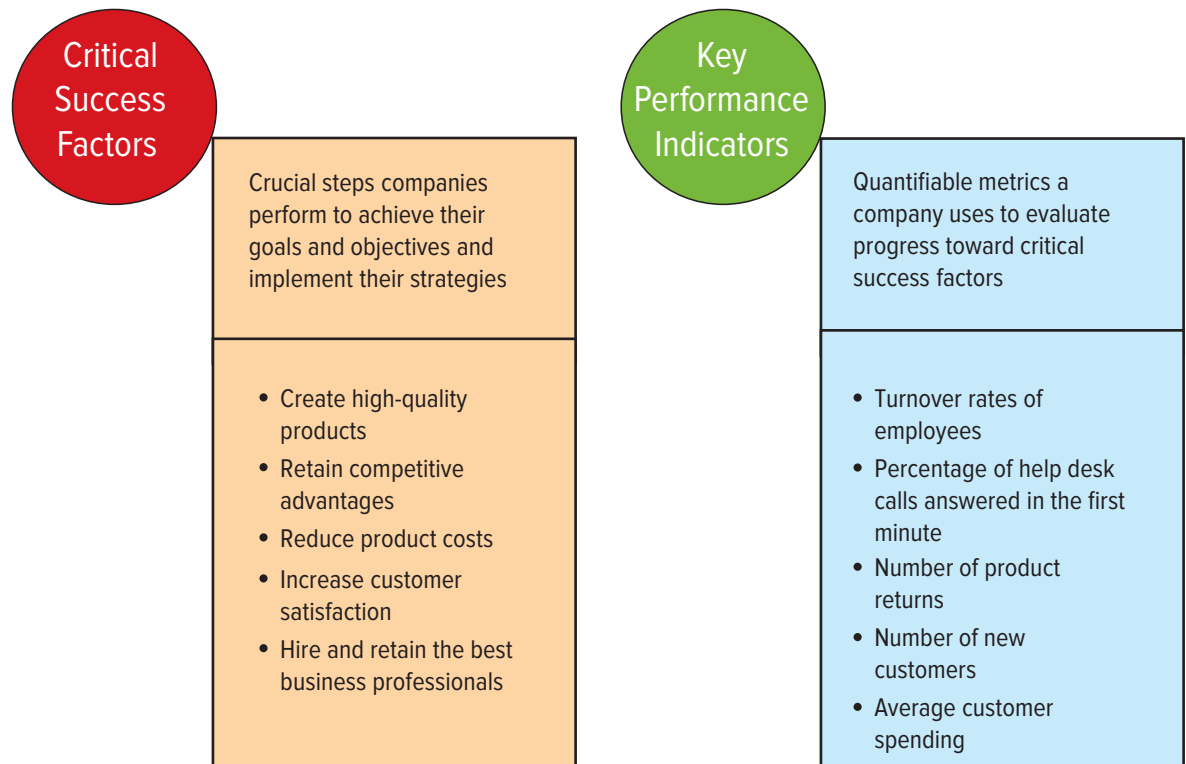 Critical
Success
Factors
Crucial steps companies
perform to achieve their
goals and objectives and
implement their strategies
• Create high-quality
products
• Retain competitive
advantages
• Reduce product costs
• Increase customer
satisfaction
• Hire and retain the best
business professionals
Key
Performance
Indicators
Quantifiable metrics a
company uses to evaluate
progress toward critical
success factors
• Turnover rates of
employees
• Percentage of help desk
calls answered in the first
minute
• Number of product
returns
• Number of new
customers
• Average customer
spending